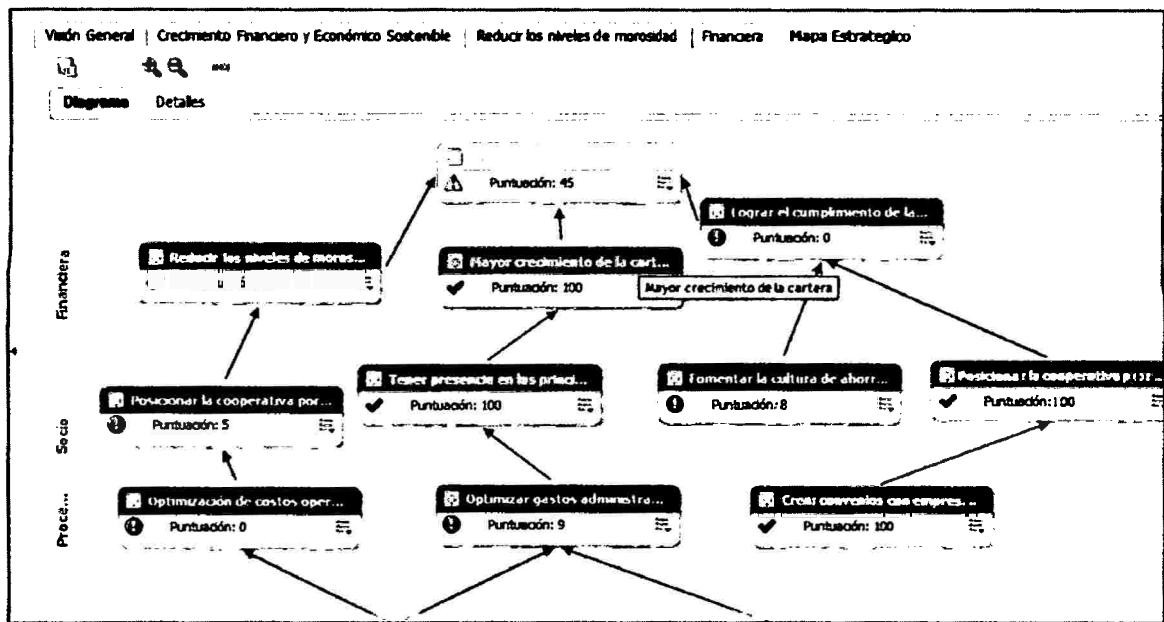 Visión General | Crecimiento Financiero y Económico Sostenible | Reducir los niveles de morosidad | Financiera Mapa Estrategico
Diagrama Detalles
Puntuación: 45
Lograr el cumplimiento de la...
Puntuación: 0
Reducir los niveles de moros...
Mayor crecimiento de la cart...
Puntuación: 100
Mayor crecimiento de la cartera
Financiera
Tener presencia en las princi...
Puntuación: 100
Fomentar la cultura de ahorr...
Puntuación: 8
Posicionar la cooperativa por...
Puntuación: 100
Posicionar la cooperativa por...
Puntuación: 5
Socio
Optimización de costos oper...
Puntuación: 0
Optimizar gastos administra...
Puntuación: 9
Crear convenios con empres...
Puntuación: 100
Proce...